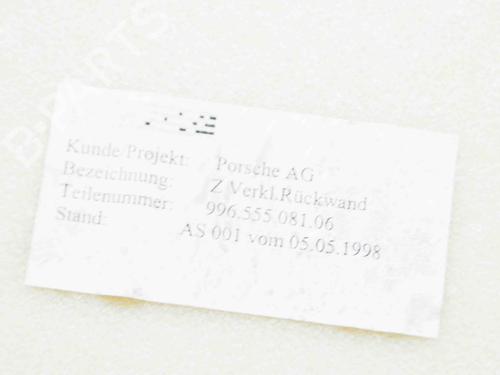 B-PARTS
Kunde/Projekt: Porsche AG
Bezeichnung: Z Verkl.Rückwand
Teilenummer: 996.555.081.06
Stand: AS 001 vom 05.05.1998